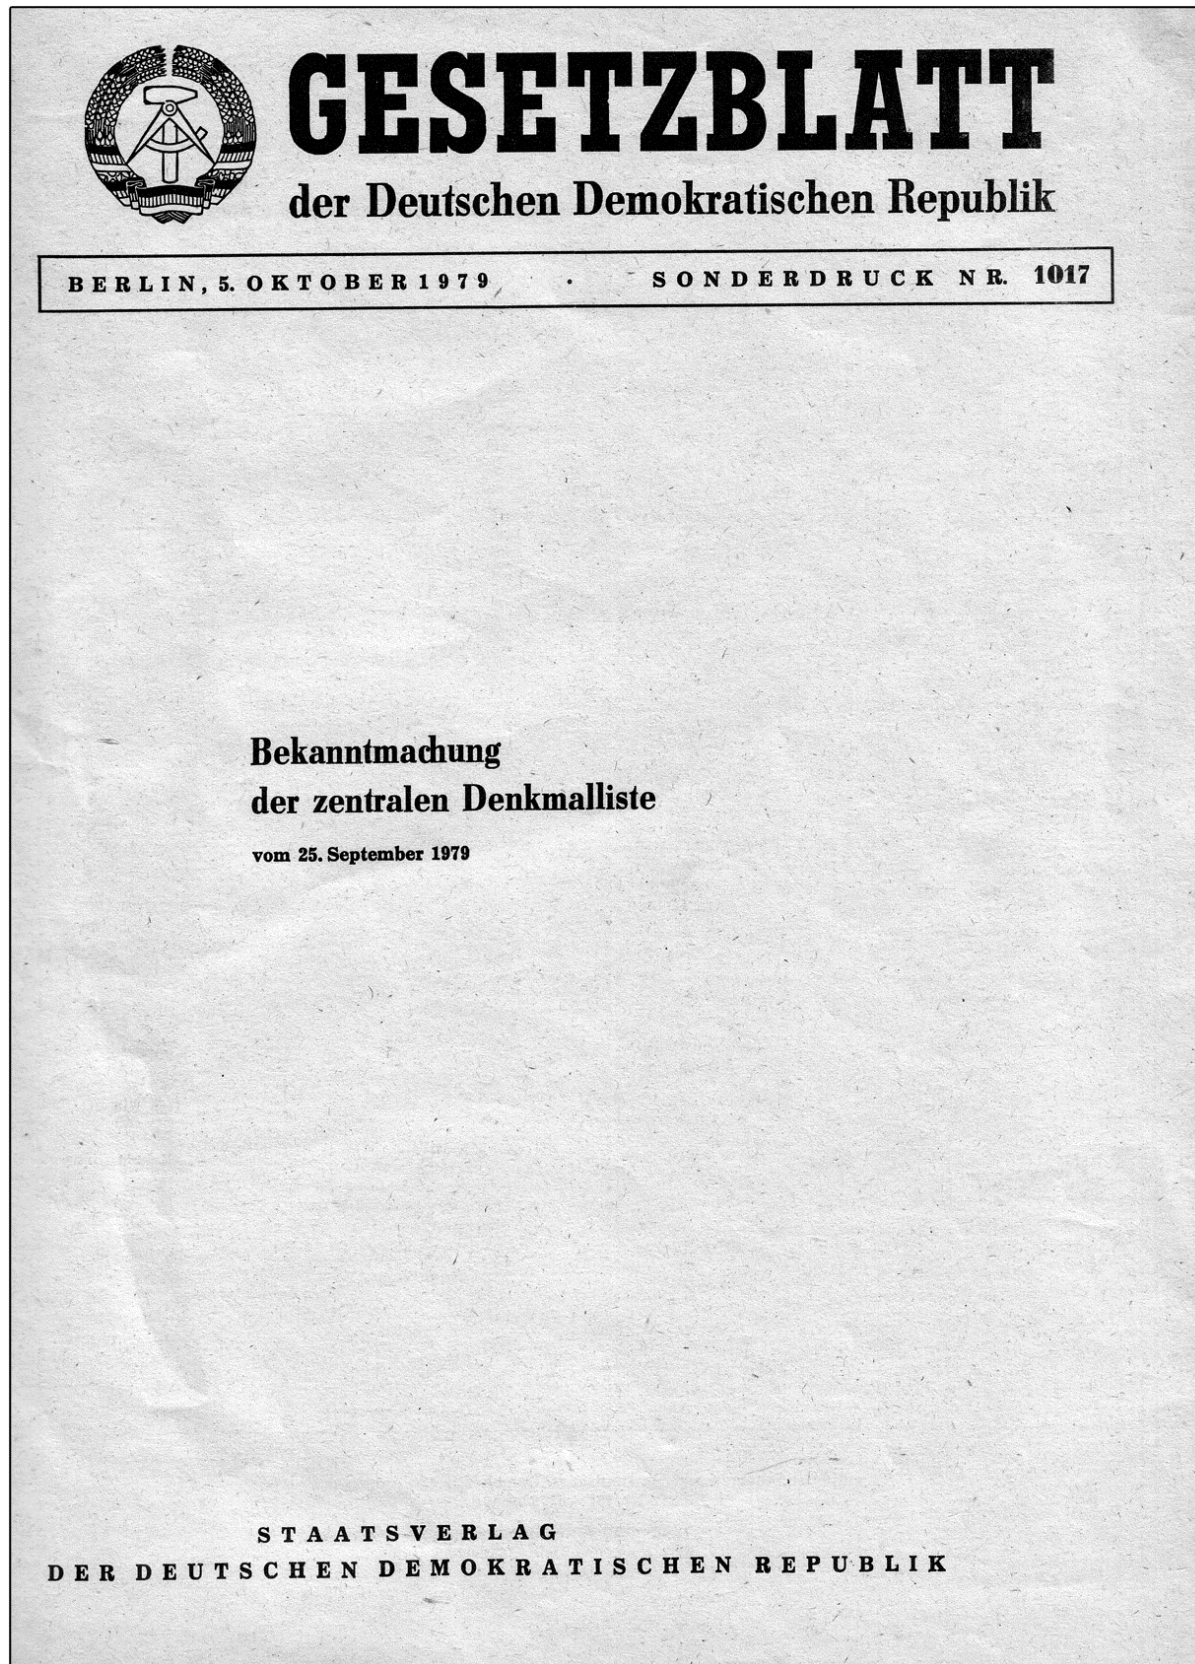 GESETZBLATT
der Deutschen Demokratischen Republik
BERLIN, 5. OKTOBER 1979 · SONDERDRUCK NR. 1017
Bekanntmachung
der zentralen Denkmalliste
vom 25. September 1979
STAATSVERLAG
DER DEUTSCHEN DEMOKRATISCHEN REPUBLIK